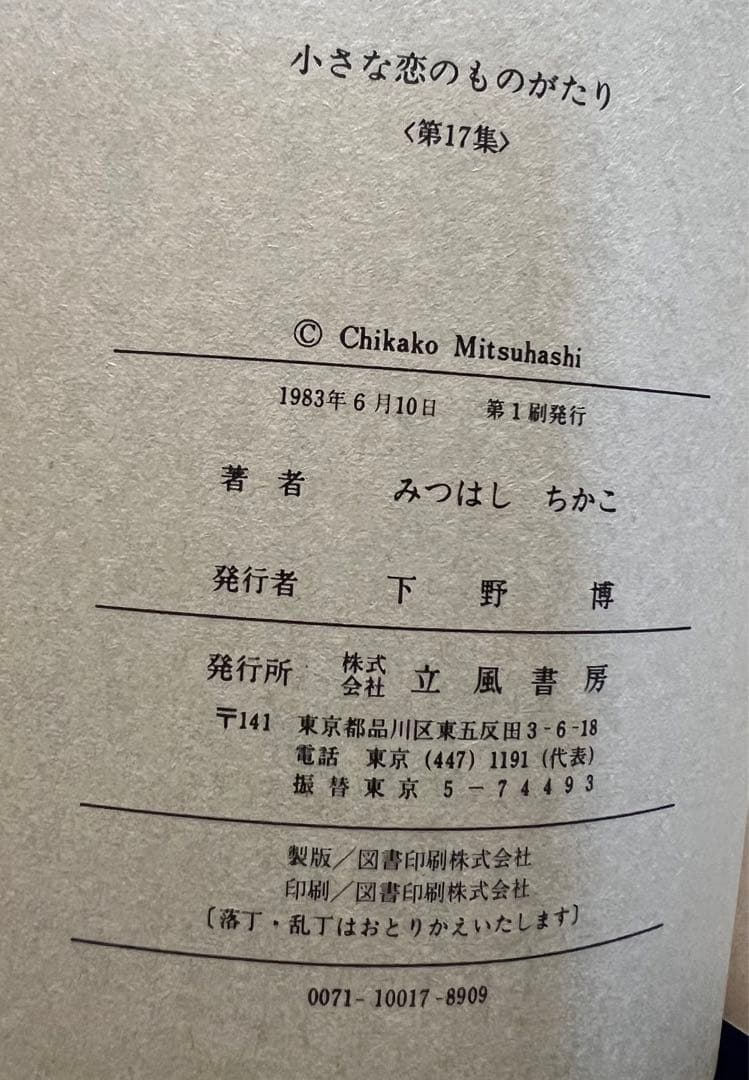 小さな恋のものがたり
〈第17集〉
© Chikako Mitsuhashi
1983年6月10日　第1刷発行
著者　みつはし ちかこ
発行者　下野博
発行所　株式会社 立風書房
〒141 東京都品川区東五反田3-6-18
電話 東京 (447) 1191 (代表)
振替東京 5-74493
製版／図書印刷株式会社
印刷／図書印刷株式会社
〔落丁・乱丁はおとりかえいたします〕
0071-10017-8909